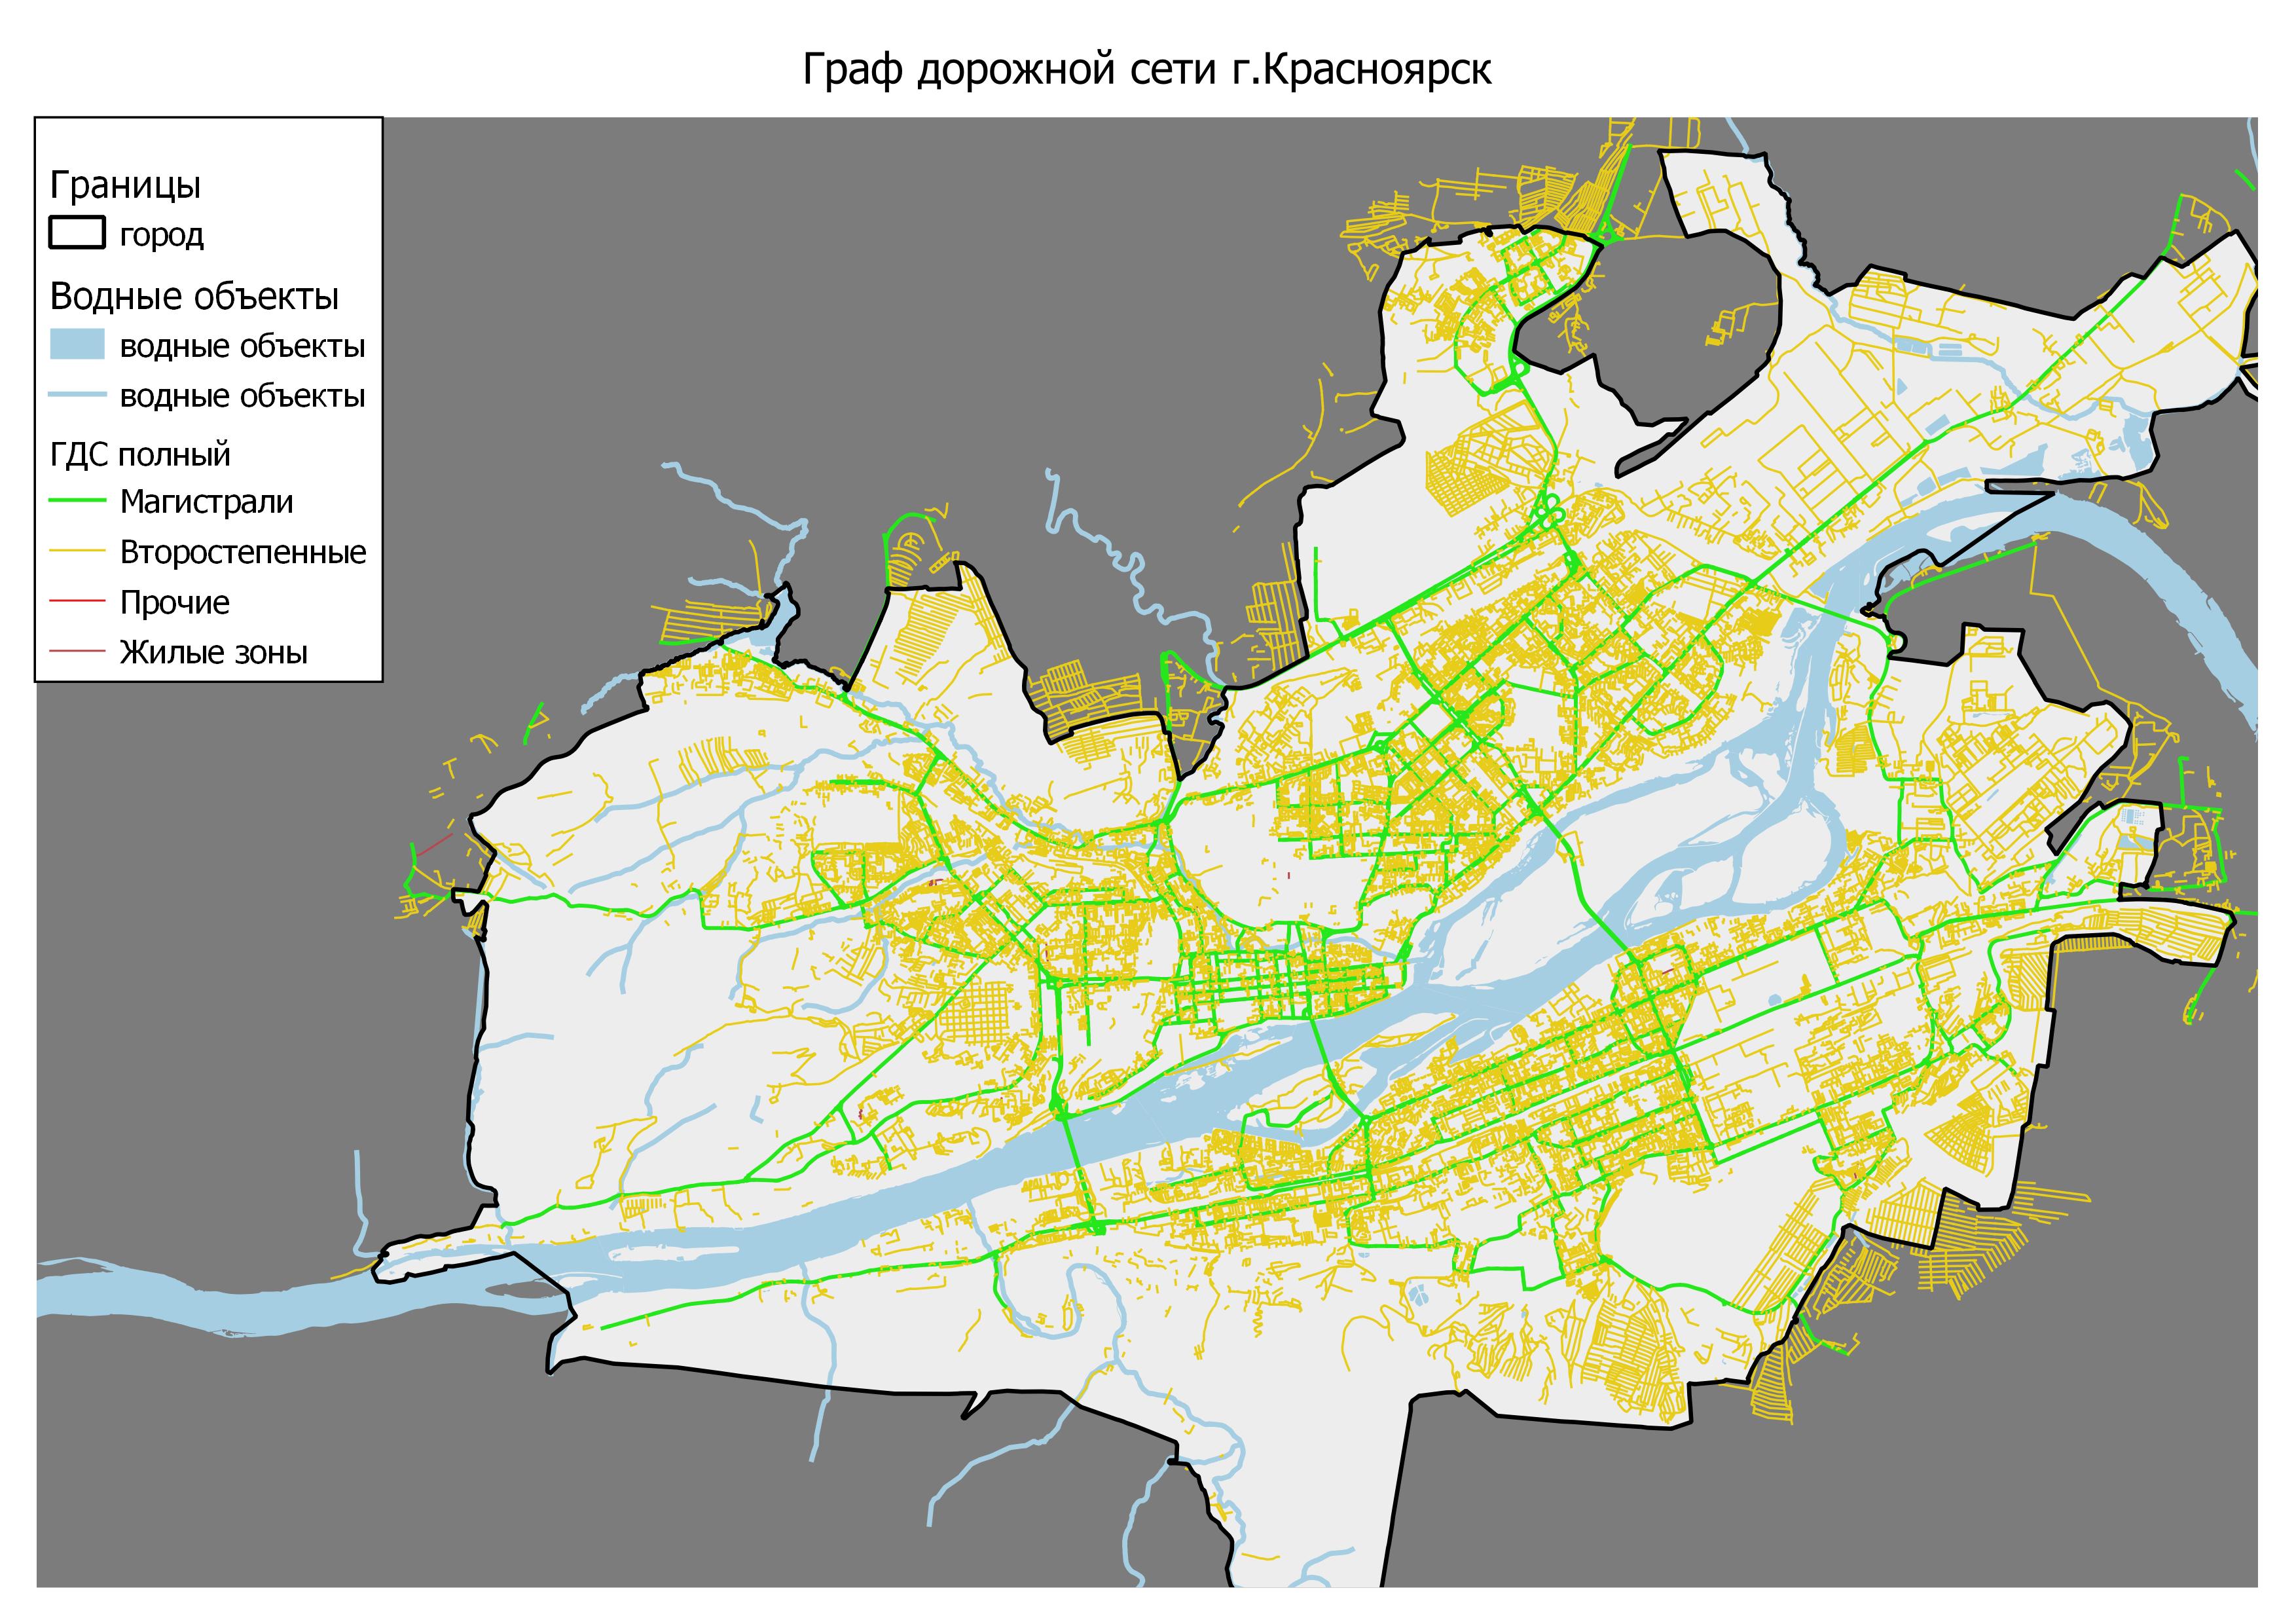 Граф дорожной сети г.Красноярск
Границы
город
Водные объекты
водные объекты
водные объекты
ГДС полный
Магистрали
Второстепенные
Прочие
Жилые зоны